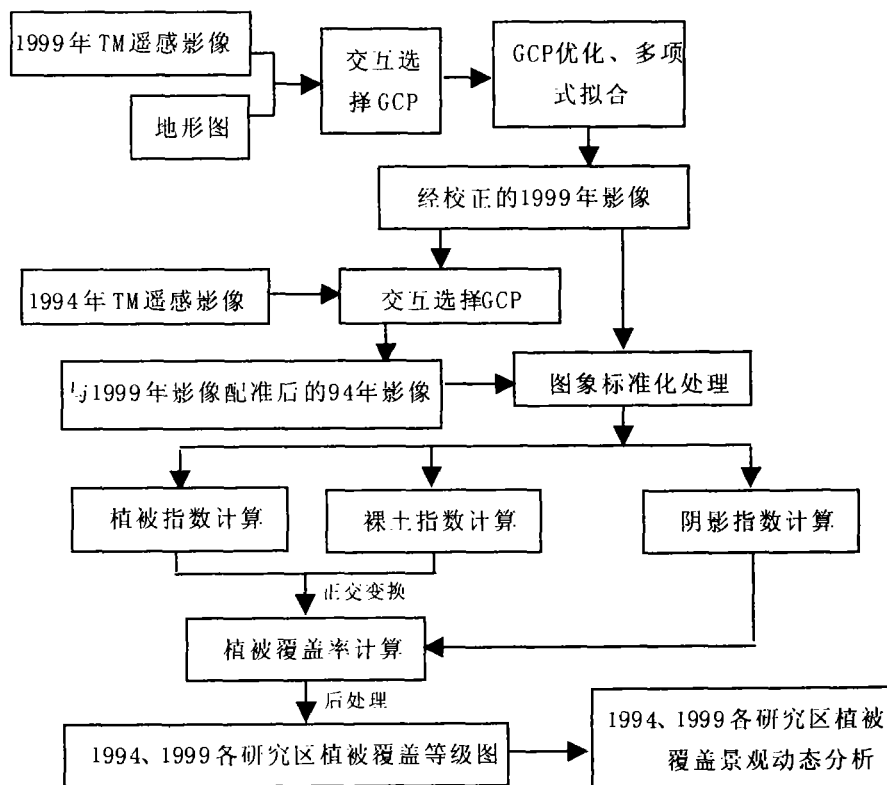 1999年TM遥感影像
地形图
交互选
择GCP
GCP优化、多项
式拟合
经校正的1999年影像
1994年TM遥感影像
交互选择GCP
与1999年影像配准后的94年影像
图象标准化处理
植被指数计算
裸土指数计算
阴影指数计算
正交变换
植被覆盖率计算
后处理
1994、1999各研究区植被覆盖等级图
1994、1999各研究区植被
覆盖景观动态分析